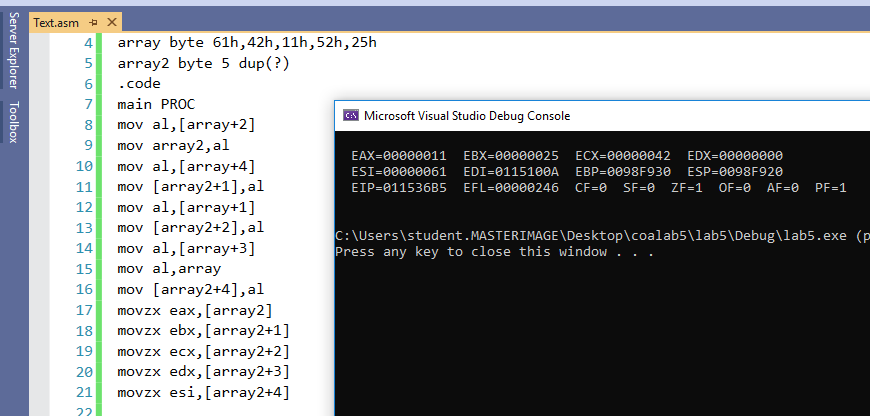 Server Explorer
Toolbox
Text.asm
4 array byte 61h,42h,11h,52h,25h
5 array2 byte 5 dup(?)
6 .code
7 main PROC
8 mov al,[array+2]
9 mov array2,al
10 mov al,[array+4]
11 mov [array2+1],al
12 mov al,[array+1]
13 mov [array2+2],al
14 mov al,[array+3]
15 mov al,array
16 mov [array2+4],al
17 movzx eax,[array2]
18 movzx ebx,[array2+1]
19 movzx ecx,[array2+2]
20 movzx edx,[array2+3]
21 movzx esi,[array2+4]
22
C:\ Microsoft Visual Studio Debug Console
EAX=00000011 EBX=00000025 ECX=00000042 EDX=00000000
ESI=00000061 EDI=0115100A EBP=0098F930 ESP=0098F920
EIP=011536B5 EFL=00000246 CF=0 SF=0 ZF=1 OF=0 AF=0 PF=1
C:\Users\student.MASTERIMAGE\Desktop\coalab5\lab5\Debug\lab5.exe (p
Press any key to close this window . . .